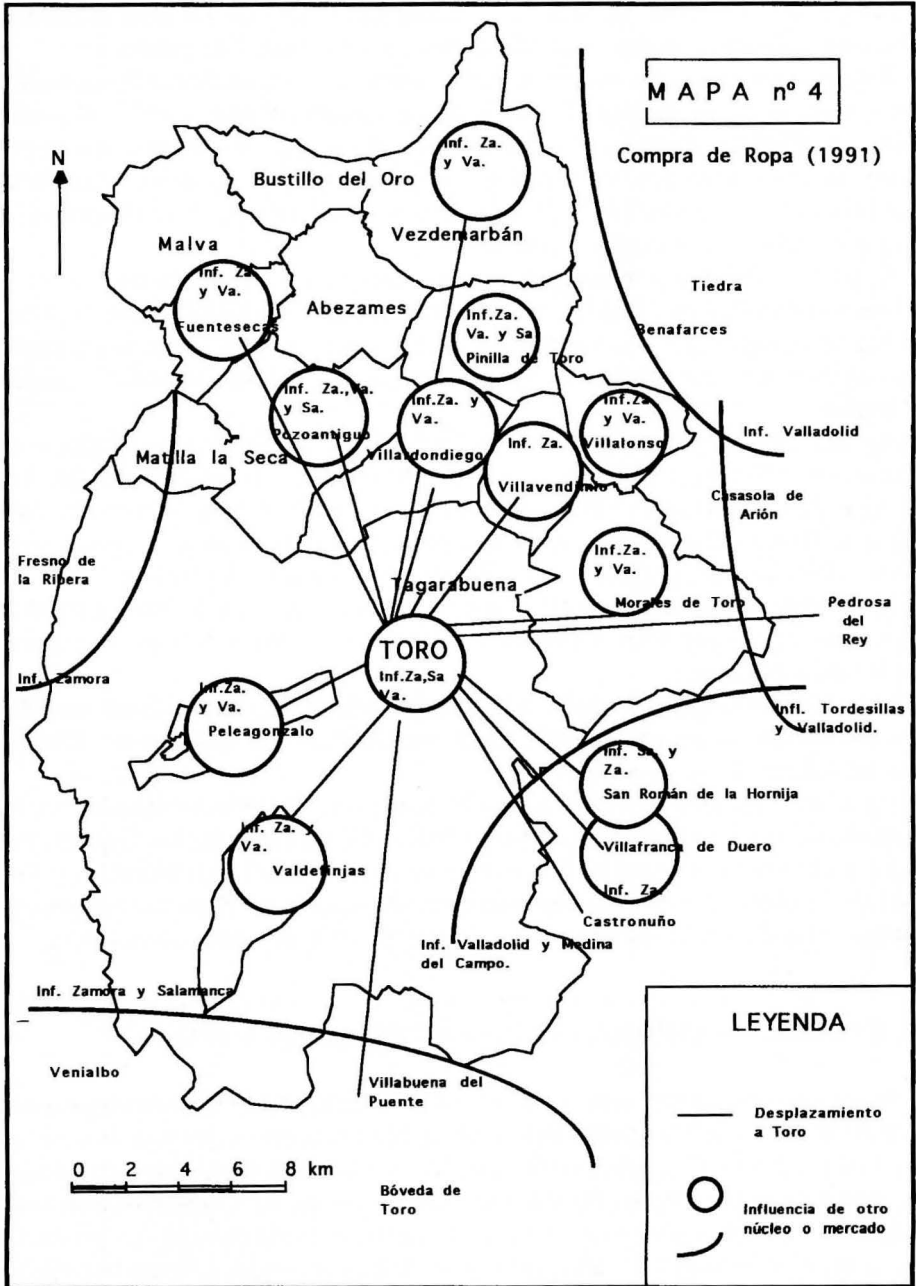 MAPA nº 4
Compra de Ropa (1991)
N
Inf. Za.
y Va.
Bustillo del Oro
Vezdemarbán
Malva
Inf. Za
y Va.
Fuentesecas
Abezames
Tiedra
Benafarces
Inf.Za.
Va. y Sa
Pinilla de Toro
Inf. Za.,Va.
y Sa.
Pozoantiguo
Inf.Za. y
Va.
Villardondiego
Inf. Za.
Villavendimio
Inf.Za
y Va.
Villalonso
Inf. Valladolid
Matilla la Seca
Casasola de
Arión
Fresno de
la Ribera
Tagarabuena
Inf.Za.
y Va.
Morales de Toro
Pedrosa
del
Rey
TORO
Inf.Za,Sa
Va.
Inf. Zamora
Inf.Za.
y Va.
Peleagonzalo
Infl. Tordesillas
y Valladolid.
Inf. Sa. y
Za.
San Román de la Hornija
Inf. Za. y
Va.
Valdefinjas
Villafranca de Duero
Inf. Za.
Castronuño
Inf. Valladolid y Medina
del Campo.
Inf. Zamora y Salamanca
Venialbo
Villabuena del
Puente
0 2 4 6 8 km
Bóveda de
Toro
LEYENDA
Desplazamiento
a Toro
Influencia de otro
núcleo o mercado